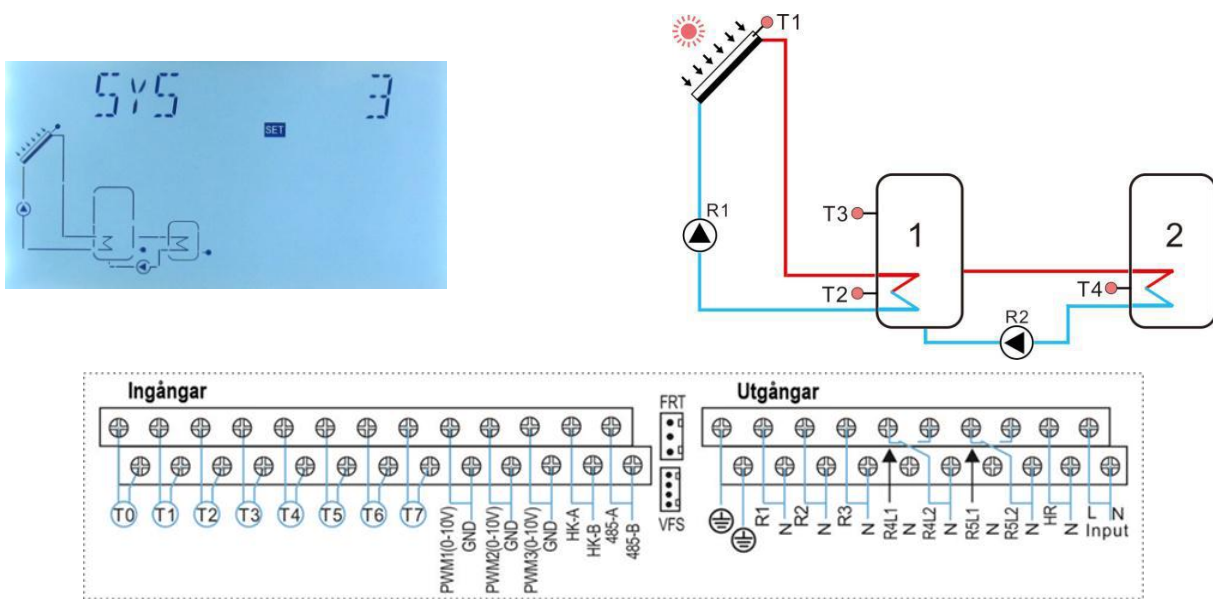 SYS 3
SET
T1
R1
T3
1
T2
2
T4
R2
Ingångar
FRT
Utgångar
T0 T1 T2 T3 T4 T5 T6 T7
PWM1(0-10V) GND PWM2(0-10V) GND PWM3(0-10V) GND HK-A HK-B 485-A 485-B
VFS
R1 N R2 N R3 N R4L1 N R4L2 N R5L1 N R5L2 N HR N L N
Input